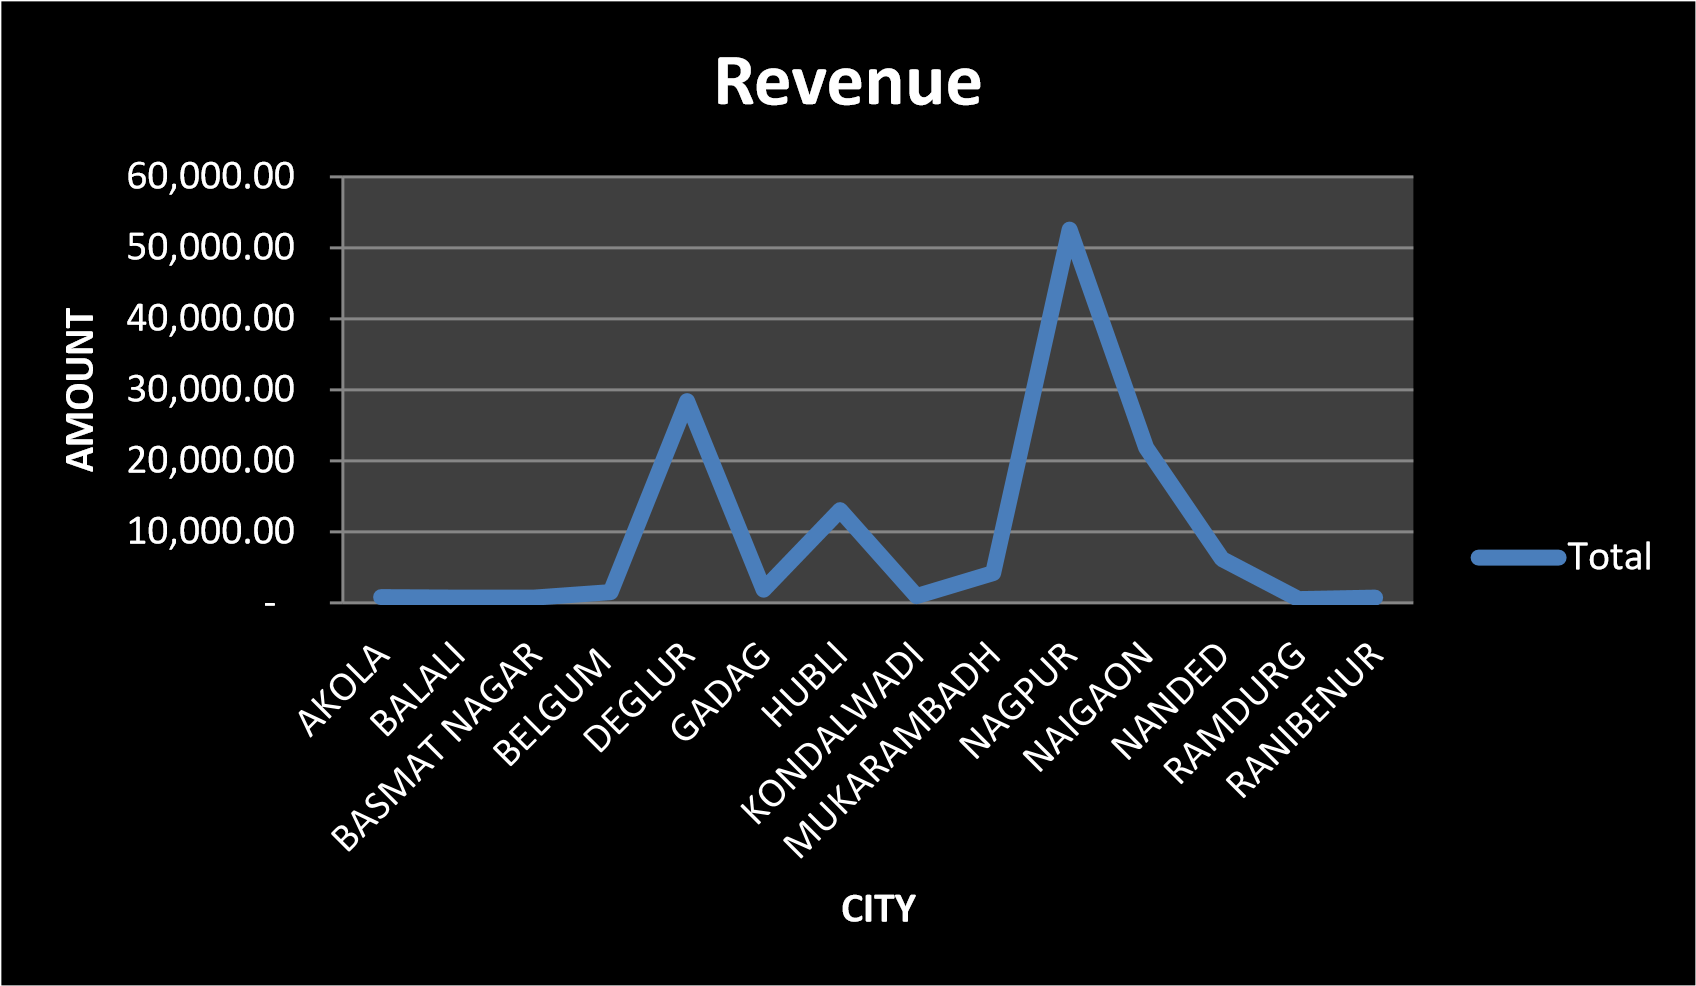 Revenue
60,000.00
50,000.00
40,000.00
30,000.00
20,000.00
10,000.00
-
AMOUNT
AKOLA
BALALI
BASMAT NAGAR
BELGUM
DEGLUR
GADAG
HUBLI
KONDALWADI
MUKARAMBADH
NAGPUR
NAIGAON
NANDED
RAMDURG
RANIBENUR
CITY
Total